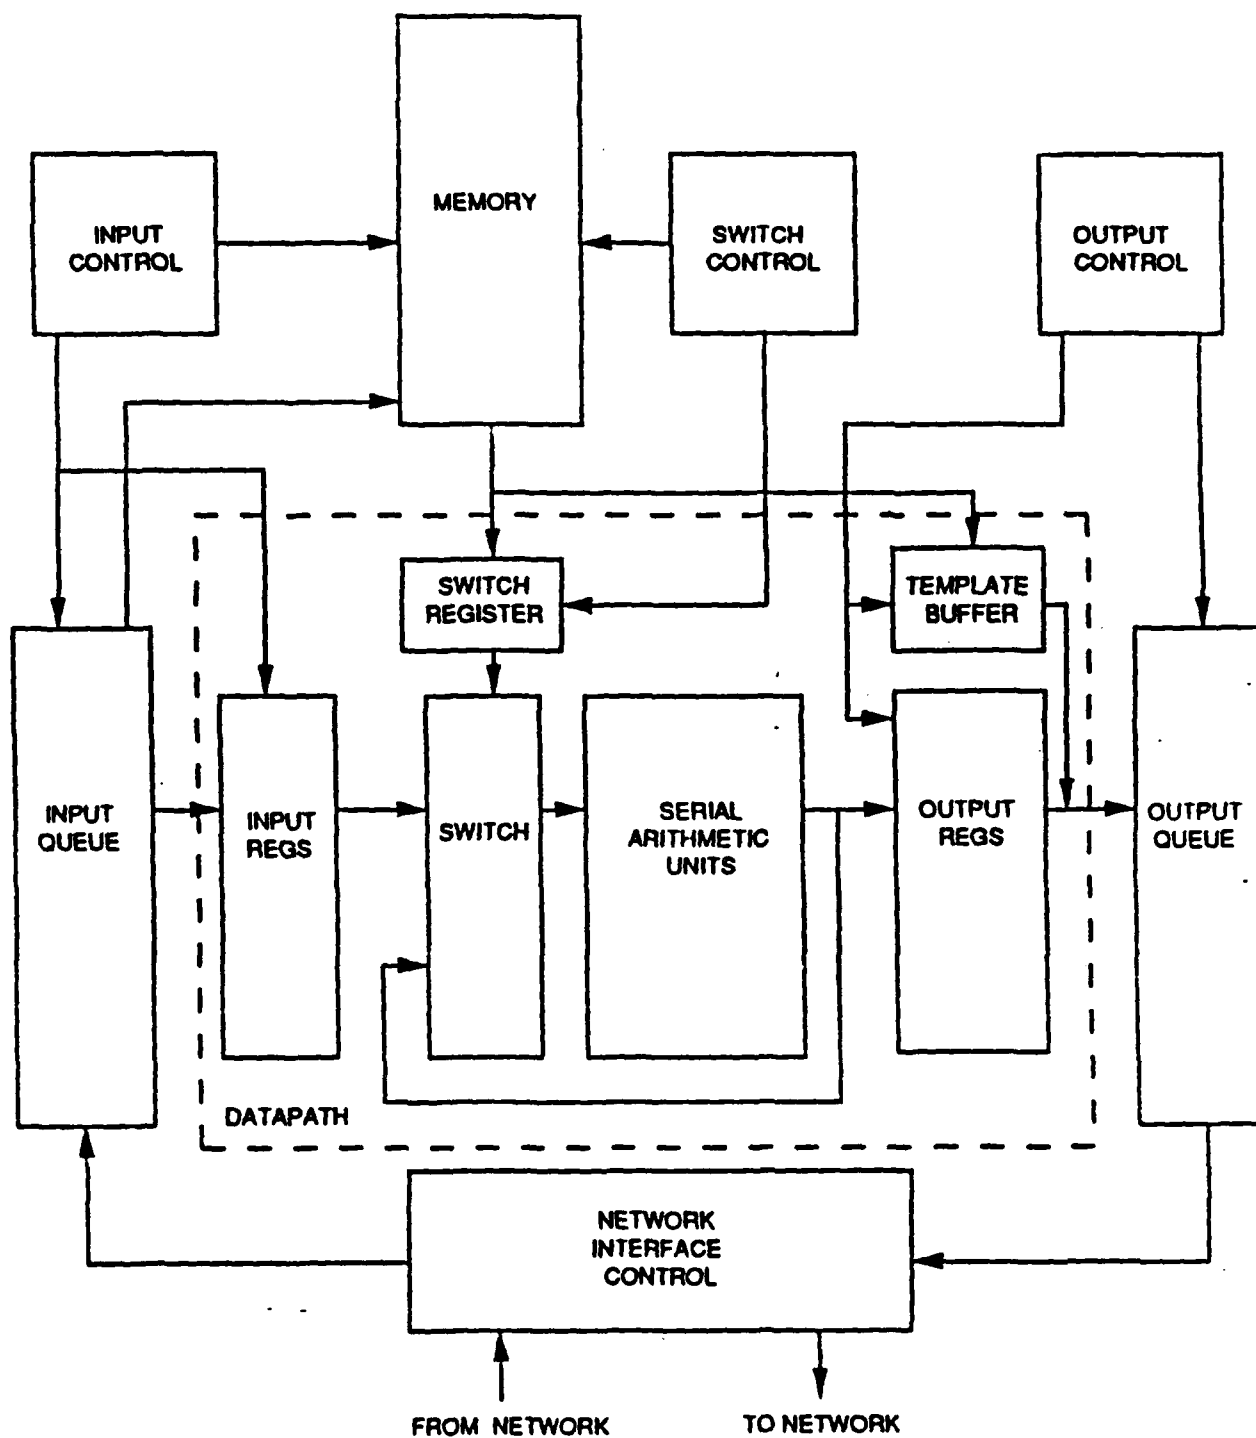 MEMORY
INPUT
CONTROL
SWITCH
CONTROL
OUTPUT
CONTROL
SWITCH
REGISTER
TEMPLATE
BUFFER
INPUT
QUEUE
INPUT
REGS
SWITCH
SERIAL
ARITHMETIC
UNITS
OUTPUT
REGS
OUTPUT
QUEUE
DATAPATH
NETWORK
INTERFACE
CONTROL
FROM NETWORK
TO NETWORK